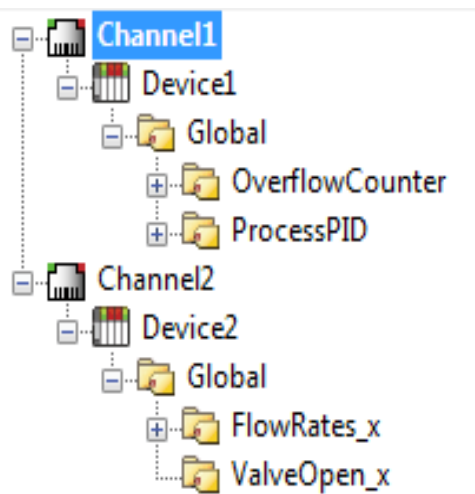 Channel1
Device1
Global
OverflowCounter
ProcessPID
Channel2
Device2
Global
FlowRates_x
ValveOpen_x